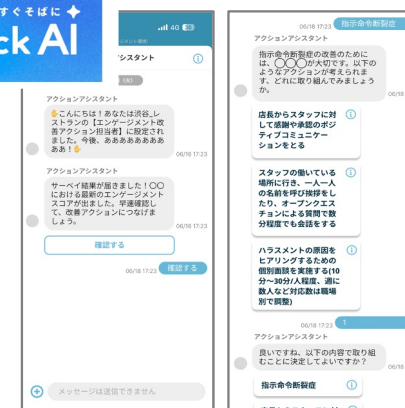 すぐそばに
ck AI
4G 36
シスタント
アクションアシスタント
👋こんにちは！あなたは渋谷_レ
ストランの【エンゲージメント改
善アクション担当者】に設定され
ました。今後、あああああああああ
ああ！👋
06/16 17:23
アクションアシスタント
サーベイ結果が届きました！〇〇
における最新のエンゲージメント
スコアが出ました。早速確認し
て、改善アクションにつなげま
しょう。
06/16 17:23
確認する
06/18 17:23
確認する
メッセージは送信できません
06/18 17:23
指示命令断裂症
アクションアシスタント
指示命令断裂症の改善のために
は、◯◯◯が大切です。以下の
ようなアクションが考えられま
す、どれに取り組んでみましょう
か。
06/18
店長からスタッフに対
して感謝や承認のポジ
ティブコミュニケー
ションをとる
スタッフの働いている
場所に行き、一人一人
の名前を呼び挨拶をし
たり、オープンクエス
チョンによる質問で数
分程度でも会話をする
ハラスメントの原因を
ヒアリングするための
個別面談を実施する(10
分〜30分/人程度、週に
数人など対応数は職場
別で調整)
06/18 17:23
1
アクションアシスタント
良いですね、以下の内容で取り組
むことに決定してよいですか？
06/18
指示命令断裂症